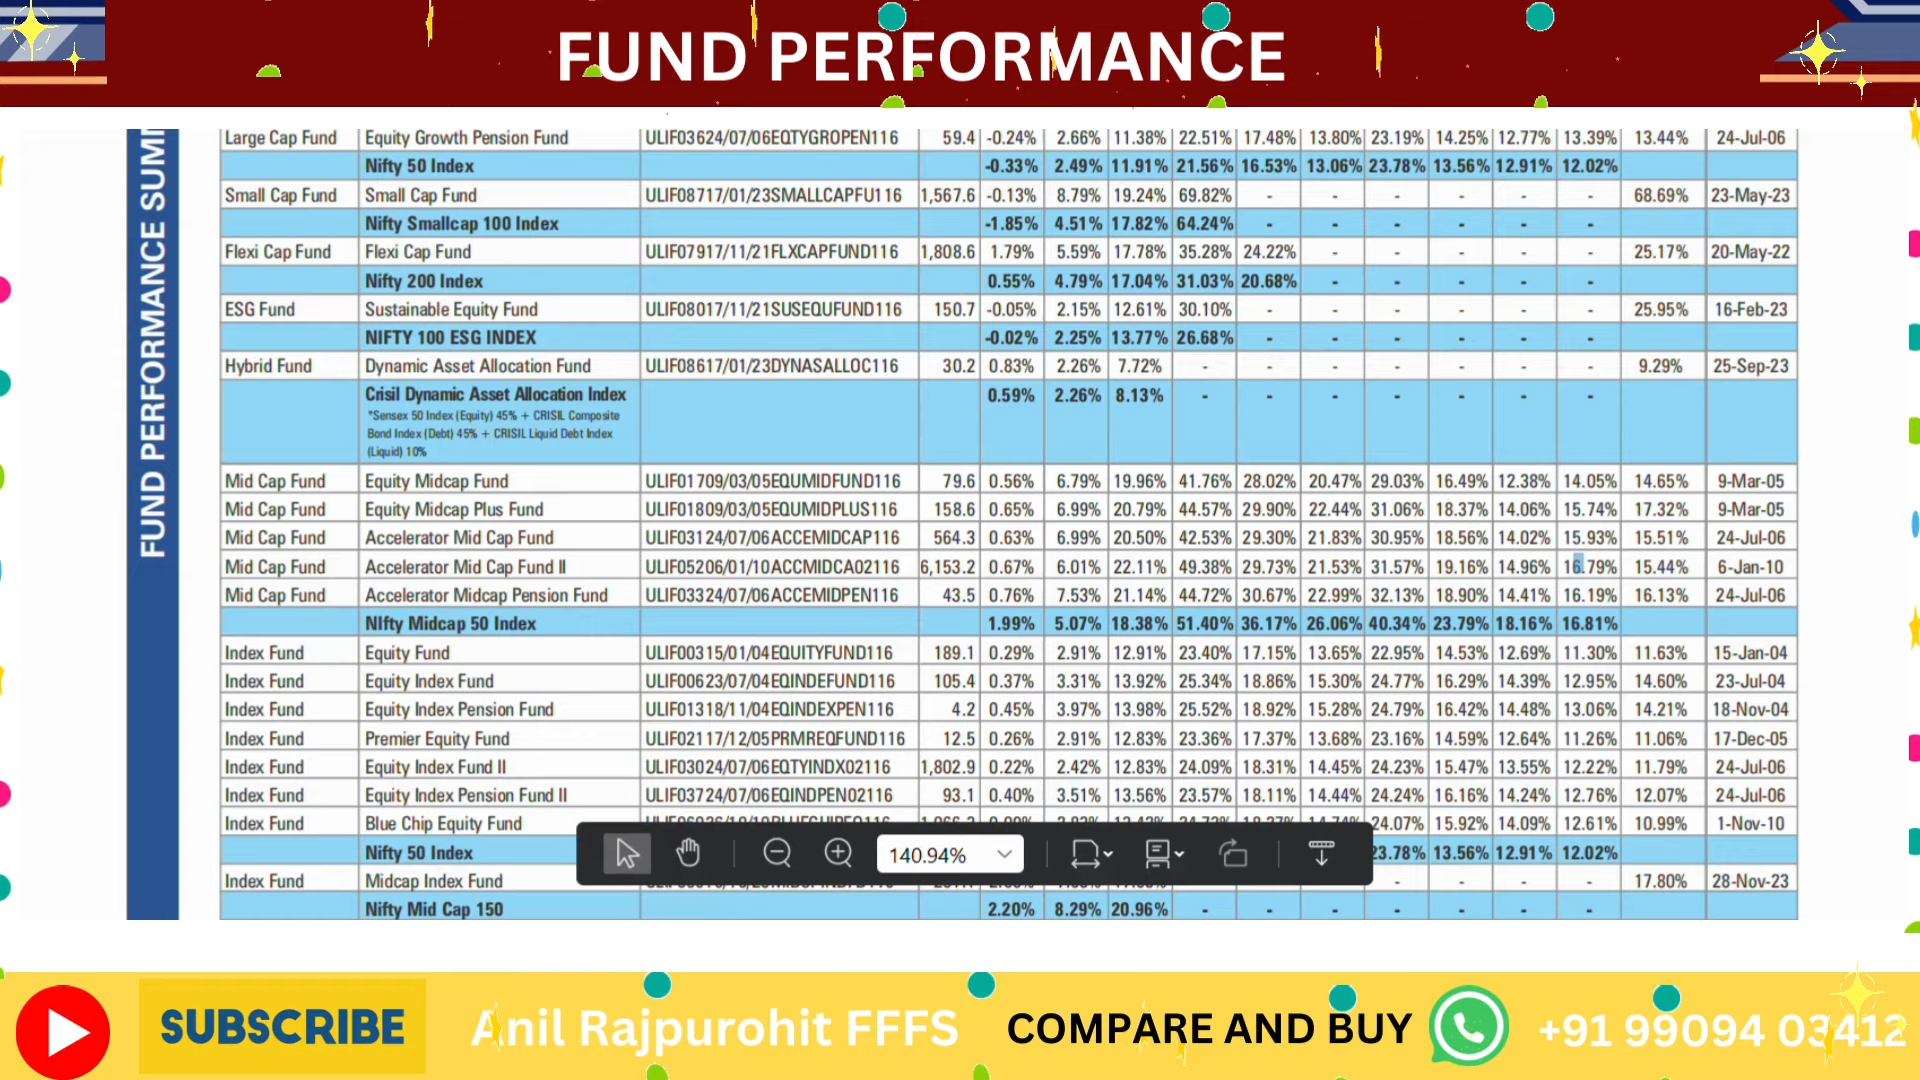 FUND PERFORMANCE
FUND PERFORMANCE SUMM
Large Cap Fund Equity Growth Pension Fund ULIF03624/07/06EQTYGROPEN116 59.4 -0.24% 2.66% 11.38% 22.51% 17.48% 13.80% 23.19% 14.25% 12.77% 13.39% 13.44% 24-Jul-06
Nifty 50 Index -0.33% 2.49% 11.91% 21.56% 16.53% 13.06% 23.78% 13.56% 12.91% 12.02%
Small Cap Fund Small Cap Fund ULIF08717/01/23SMALLCAPFU116 1,567.6 -0.13% 8.79% 19.24% 69.82% - - - - - - 68.69% 23-May-23
Nifty Smallcap 100 Index -1.85% 4.51% 17.82% 64.24% - - - - - -
Flexi Cap Fund Flexi Cap Fund ULIF07917/11/21FLXCAPFUND116 1,808.6 1.79% 5.59% 17.78% 35.28% 24.22% - - - - - 25.17% 20-May-22
Nifty 200 Index 0.55% 4.79% 17.04% 31.03% 20.68% - - - - -
ESG Fund Sustainable Equity Fund ULIF08017/11/21SUSEQUFUND116 150.7 -0.05% 2.15% 12.61% 30.10% - - - - - - 25.95% 16-Feb-23
NIFTY 100 ESG INDEX -0.02% 2.25% 13.77% 26.68% - - - - - -
Hybrid Fund Dynamic Asset Allocation Fund ULIF08617/01/23DYNASALLOC116 30.2 0.83% 2.26% 7.72% - - - - - - - 9.29% 25-Sep-23
Crisil Dynamic Asset Allocation Index 0.59% 2.26% 8.13% - - - - - - -
*Sensex 50 Index (Equity) 45% + CRISIL Composite
Bond Index (Debt) 45% + CRISIL Liquid Debt Index
(Liquid) 10%
Mid Cap Fund Equity Midcap Fund ULIF01709/03/05EQUMIDFUND116 79.6 0.56% 6.79% 19.96% 41.76% 28.02% 20.47% 29.03% 16.49% 12.38% 14.05% 14.65% 9-Mar-05
Mid Cap Fund Equity Midcap Plus Fund ULIF01809/03/05EQUMIDPLUS116 158.6 0.65% 6.99% 20.79% 44.57% 29.90% 22.44% 31.06% 18.37% 14.06% 15.74% 17.32% 9-Mar-05
Mid Cap Fund Accelerator Mid Cap Fund ULIF03124/07/06ACCEMIDCAP116 564.3 0.63% 6.99% 20.50% 42.53% 29.30% 21.83% 30.95% 18.56% 14.02% 15.93% 15.51% 24-Jul-06
Mid Cap Fund Accelerator Mid Cap Fund II ULIF05206/01/10ACCMIDCA02116 6,153.2 0.67% 6.01% 22.11% 49.38% 29.73% 21.53% 31.57% 19.16% 14.96% 16.79% 15.44% 6-Jan-10
Mid Cap Fund Accelerator Midcap Pension Fund ULIF03324/07/06ACCEMIDPEN116 43.5 0.76% 7.53% 21.14% 44.72% 30.67% 22.99% 32.13% 18.90% 14.41% 16.19% 16.13% 24-Jul-06
NIfty Midcap 50 Index 1.99% 5.07% 18.38% 51.40% 36.17% 26.06% 40.34% 23.79% 18.16% 16.81%
Index Fund Equity Fund ULIF00315/01/04EQUITYFUND116 189.1 0.29% 2.91% 12.91% 23.40% 17.15% 13.65% 22.95% 14.53% 12.69% 11.30% 11.63% 15-Jan-04
Index Fund Equity Index Fund ULIF00623/07/04EQINDEFUND116 105.4 0.37% 3.31% 13.92% 25.34% 18.86% 15.30% 24.77% 16.29% 14.39% 12.95% 14.60% 23-Jul-04
Index Fund Equity Index Pension Fund ULIF01318/11/04EQINDEXPEN116 4.2 0.45% 3.97% 13.98% 25.52% 18.92% 15.28% 24.79% 16.42% 14.48% 13.06% 14.21% 18-Nov-04
Index Fund Premier Equity Fund ULIF02117/12/05PRMREQFUND116 12.5 0.26% 2.91% 12.83% 23.36% 17.37% 13.68% 23.16% 14.59% 12.64% 11.26% 11.06% 17-Dec-05
Index Fund Equity Index Fund II ULIF03024/07/06EQTYINDX02116 1,802.9 0.22% 2.42% 12.83% 24.09% 18.31% 14.45% 24.23% 15.47% 13.55% 12.22% 11.79% 24-Jul-06
Index Fund Equity Index Pension Fund II ULIF03724/07/06EQINDPEN02116 93.1 0.40% 3.51% 13.56% 23.57% 18.11% 14.44% 24.24% 16.16% 14.24% 12.76% 12.07% 24-Jul-06
Index Fund Blue Chip Equity Fund 24.07% 15.92% 14.09% 12.61% 10.99% 1-Nov-10
Nifty 50 Index 23.78% 13.56% 12.91% 12.02%
140.94%
Index Fund Midcap Index Fund - - - - 17.80% 28-Nov-23
Nifty Mid Cap 150 2.20% 8.29% 20.96% - - - - - - -
SUBSCRIBE Anil Rajpurohit FFFS COMPARE AND BUY +91 99094 03412